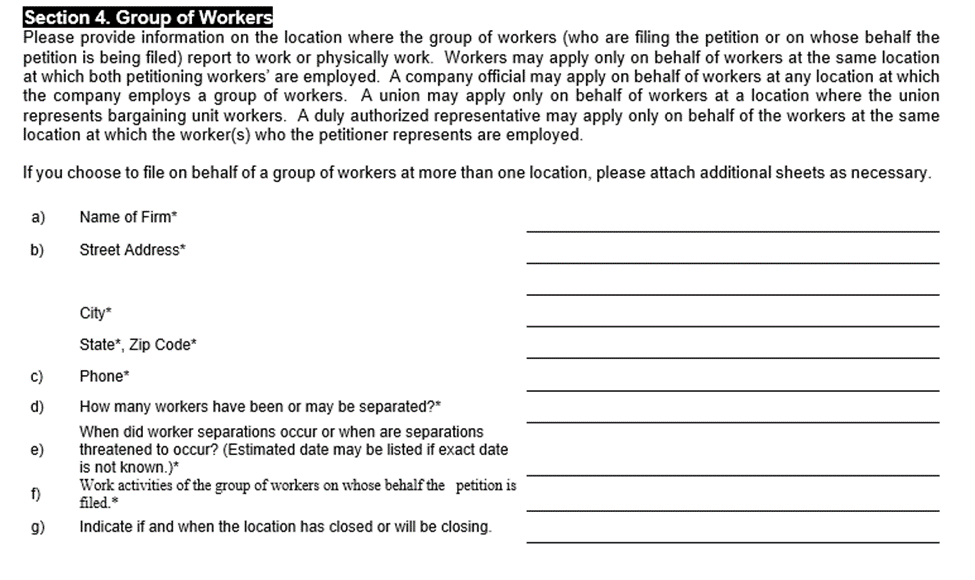 Section 4. Group of Workers
Please provide information on the location where the group of workers (who are filing the petition or on whose behalf the
petition is being filed) report to work or physically work.  Workers may apply only on behalf of workers at the same location
at which both petitioning workers' are employed.  A company official may apply on behalf of workers at any location at which
the company employs a group of workers.  A union may apply only on behalf of workers at a location where the union
represents bargaining unit workers.  A duly authorized representative may apply only on behalf of the workers at the same
location at which the worker(s) who the petitioner represents are employed.
If you choose to file on behalf of a group of workers at more than one location, please attach additional sheets as necessary.
a) Name of Firm*
b) Street Address*
City*
State*, Zip Code*
c) Phone*
d) How many workers have been or may be separated?*
When did worker separations occur or when are separations
e) threatened to occur? (Estimated date may be listed if exact date
is not known.)*
Work activities of the group of workers on whose behalf the  petition is
f) filed.*
g) Indicate if and when the location has closed or will be closing.